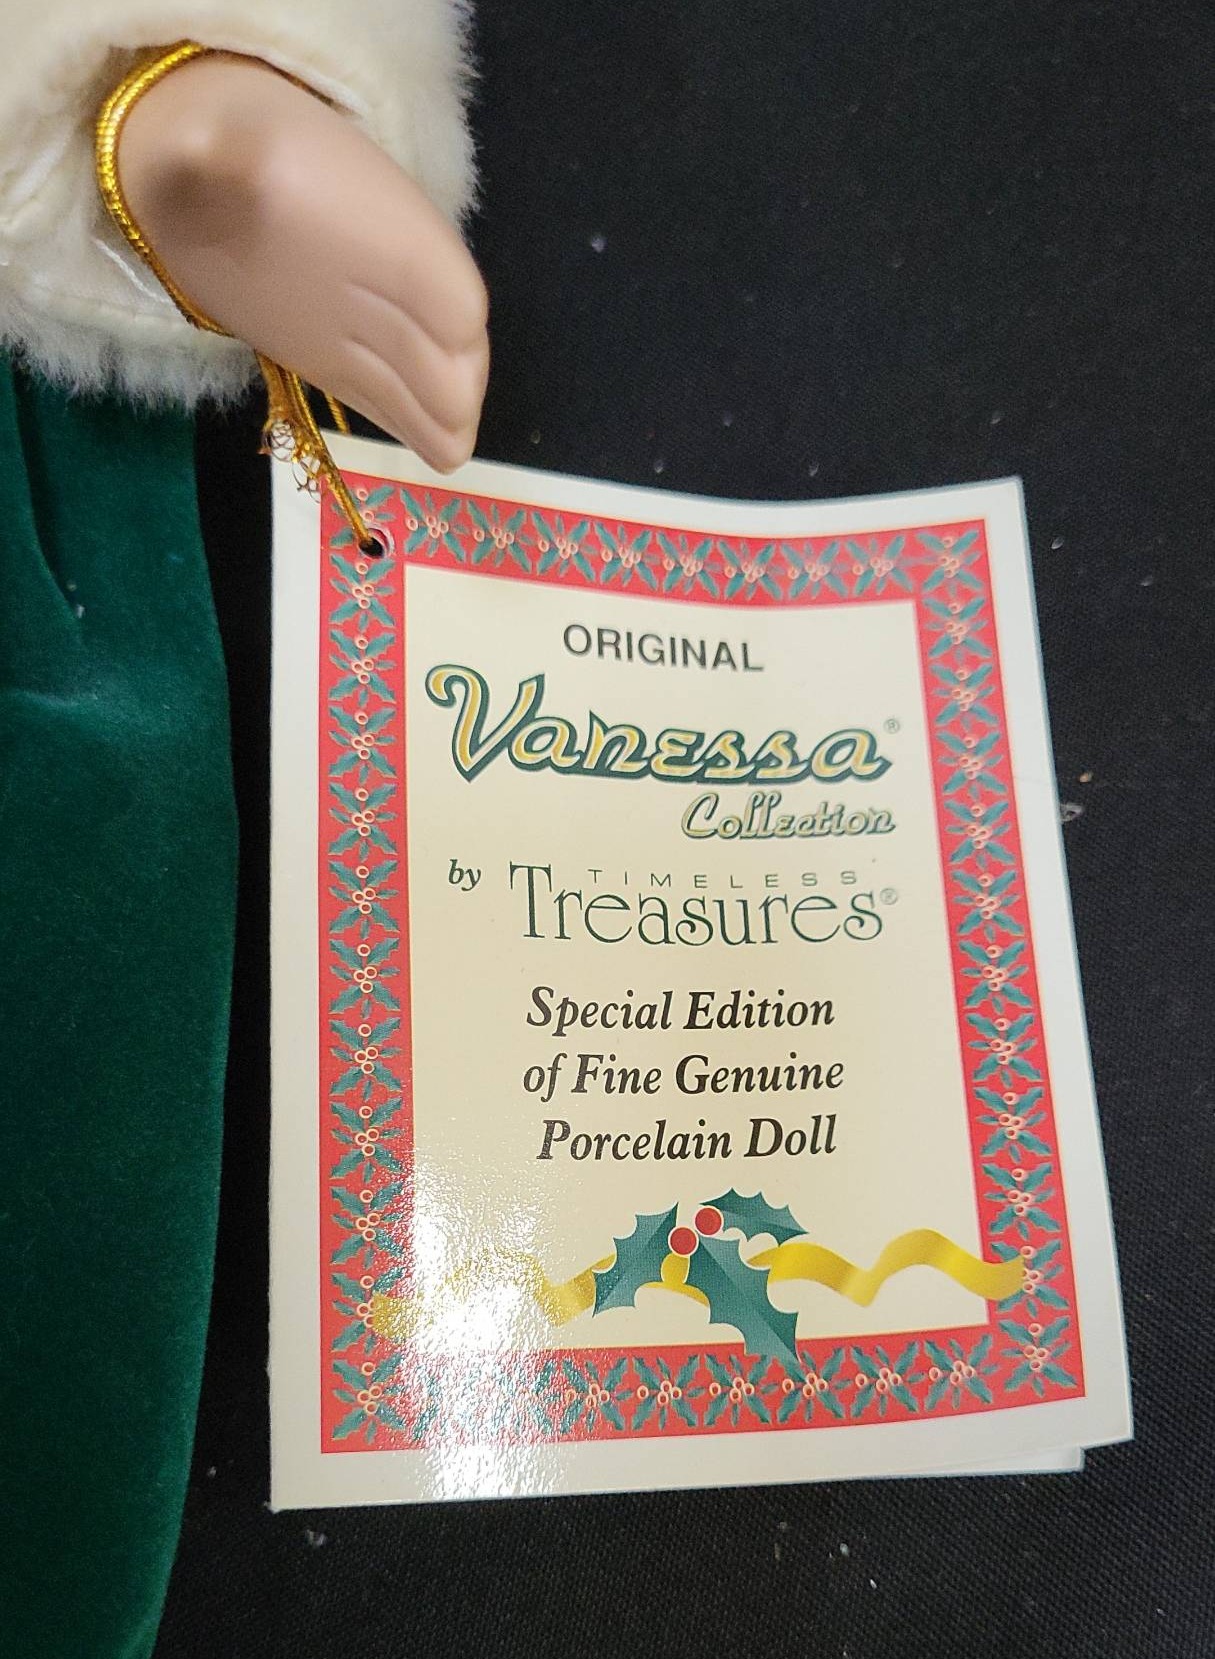 ORIGINAL
Vanessa®
Collection
by TIMELESS
Treasures®
Special Edition
of Fine Genuine
Porcelain Doll